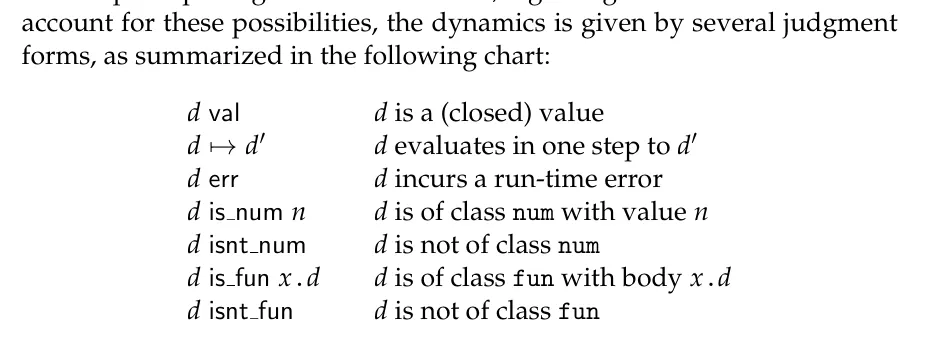 account for these possibilities, the dynamics is given by several judgment
forms, as summarized in the following chart:
d val d is a (closed) value
d ↦ d′ d evaluates in one step to d′
d err d incurs a run-time error
d is_num n d is of class num with value n
d isnt_num d is not of class num
d is_fun x.d d is of class fun with body x.d
d isnt_fun d is not of class fun